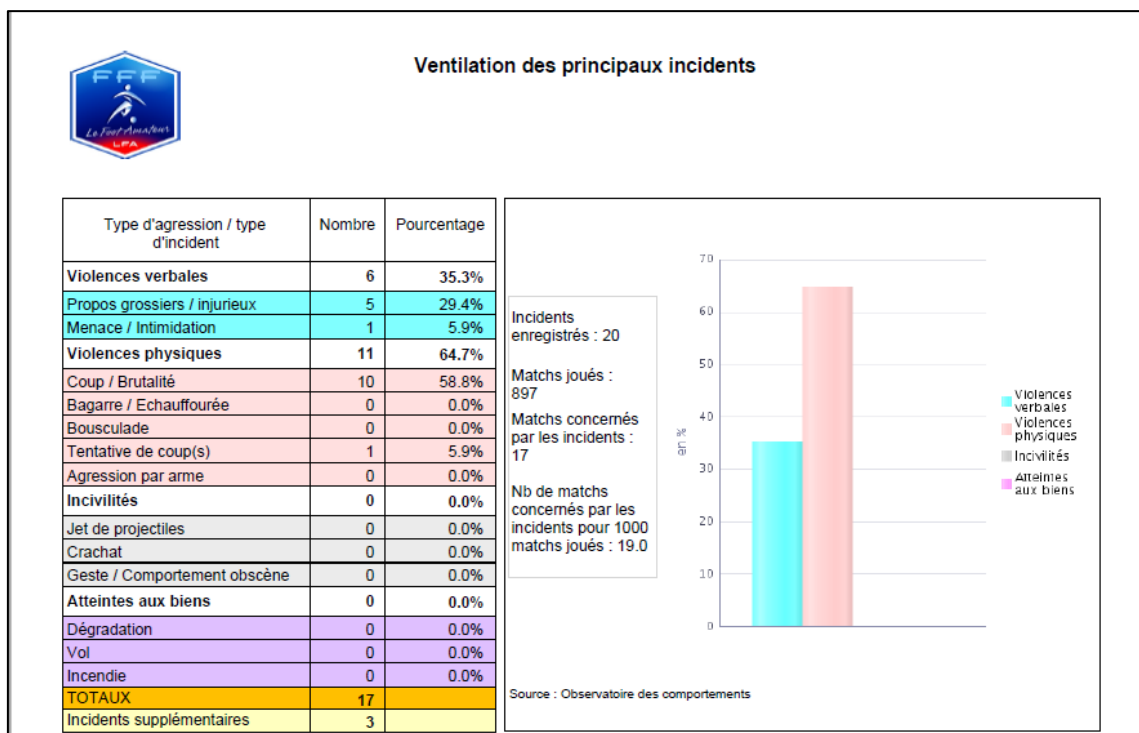 Ventilation des principaux incidents
FFF
Le Foot Amateur
LFA
Type d'agression / type
d'incident
Nombre
Pourcentage
Violences verbales 6 35.3%
Propos grossiers / injurieux 5 29.4%
Menace / Intimidation 1 5.9%
Violences physiques 11 64.7%
Coup / Brutalité 10 58.8%
Bagarre / Echauffourée 0 0.0%
Bousculade 0 0.0%
Tentative de coup(s) 1 5.9%
Agression par arme 0 0.0%
Incivilités 0 0.0%
Jet de projectiles 0 0.0%
Crachat 0 0.0%
Geste / Comportement obscène 0 0.0%
Atteintes aux biens 0 0.0%
Dégradation 0 0.0%
Vol 0 0.0%
Incendie 0 0.0%
TOTAUX 17
Incidents supplémentaires 3
Incidents
enregistrés : 20
Matchs joués :
897
Matchs concernés
par les incidents :
17
Nb de matchs
concernés par les
incidents pour 1000
matchs joués : 19.0
en %
70
60
50
40
30
20
10
0
Violences
verbales
Violences
physiques
Incivilités
Atteintes
aux biens
Source : Observatoire des comportements